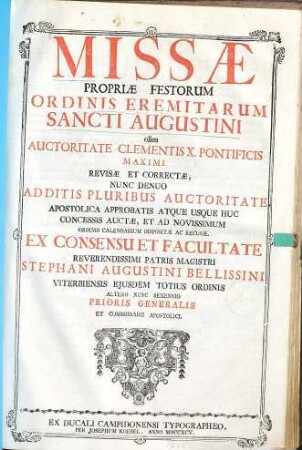 MISSÆ
PROPRIÆ FESTORUM
ORDINIS EREMITARUM
SANCTI AUGUSTINI
olim
AUCTORITATE CLEMENTIS X. PONTIFICIS
MAXIMI
REVISÆ ET CORRECTÆ,
NUNC DENUO
ADDITIS PLURIBUS AUCTORITATE
APOSTOLICA APPROBATIS ATQUE USQUE HUC
CONCESSIS AUCTÆ, ET AD NOVISSIMUM
ORDINIS CALENDARIUM DISPOSITÆ AC RECUSÆ.
EX CONSENSU ET FACULTATE
REVERENDISSIMI PATRIS MAGISTRI
STEPHANI AUGUSTINI BELLISSINI
VITERBIENSIS EJUSDEM TOTIUS ORDINIS
ALTERO NUNC SEXENNIO
PRIORIS GENERALIS
ET COMMISSARII APOSTOLICI.
EX DUCALI CAMPIDONENSI TYPOGRAPHEO,
PER JOSEPHUM KOESEL. ANNO MDCCXCV.